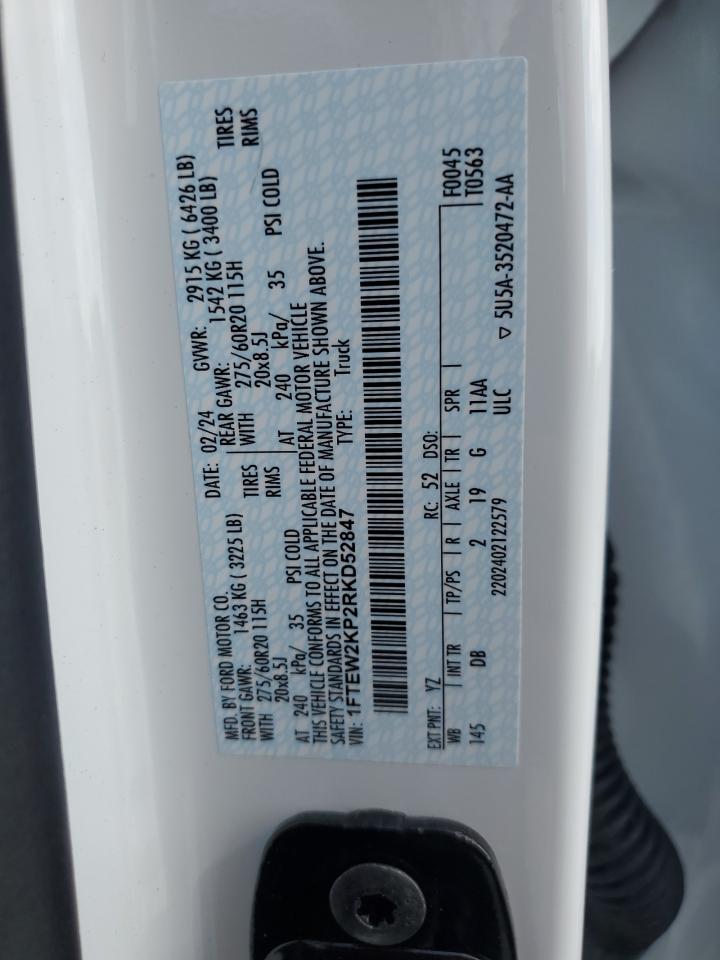 MFD. BY FORD MOTOR CO.
DATE: 02/24 GVWR: 2915 KG ( 6426 LB)
FRONT GAWR: 1463 KG ( 3225 LB)
REAR GAWR: 1542 KG ( 3400 LB)
WITH 275/60R20 115H TIRES
WITH 275/60R20 115H TIRES
20x8.5J RIMS
20x8.5J RIMS
AT 240 kPa/ 35 PSI COLD
AT 240 kPa/ 35 PSI COLD
THIS VEHICLE CONFORMS TO ALL APPLICABLE FEDERAL MOTOR VEHICLE
SAFETY STANDARDS IN EFFECT ON THE DATE OF MANUFACTURE SHOWN ABOVE.
VIN: 1FTEW2KP2RKD52847 TYPE: Truck
EXT PNT: YZ RC: 52 DSO:
F0045
WB INT TR TP/PS R AXLE TR SPR
T0563
145 DB 2 19 G 11AA
2202402122579 ULC ▽ 5U5A-3520472-AA